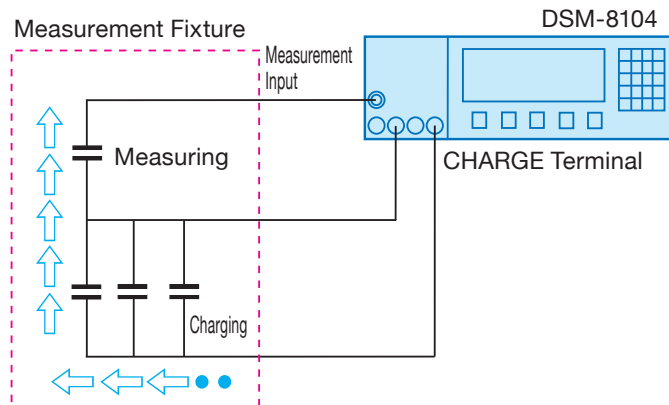 DSM-8104
Measurement Fixture
Measurement
Input
Measuring
CHARGE Terminal
Charging